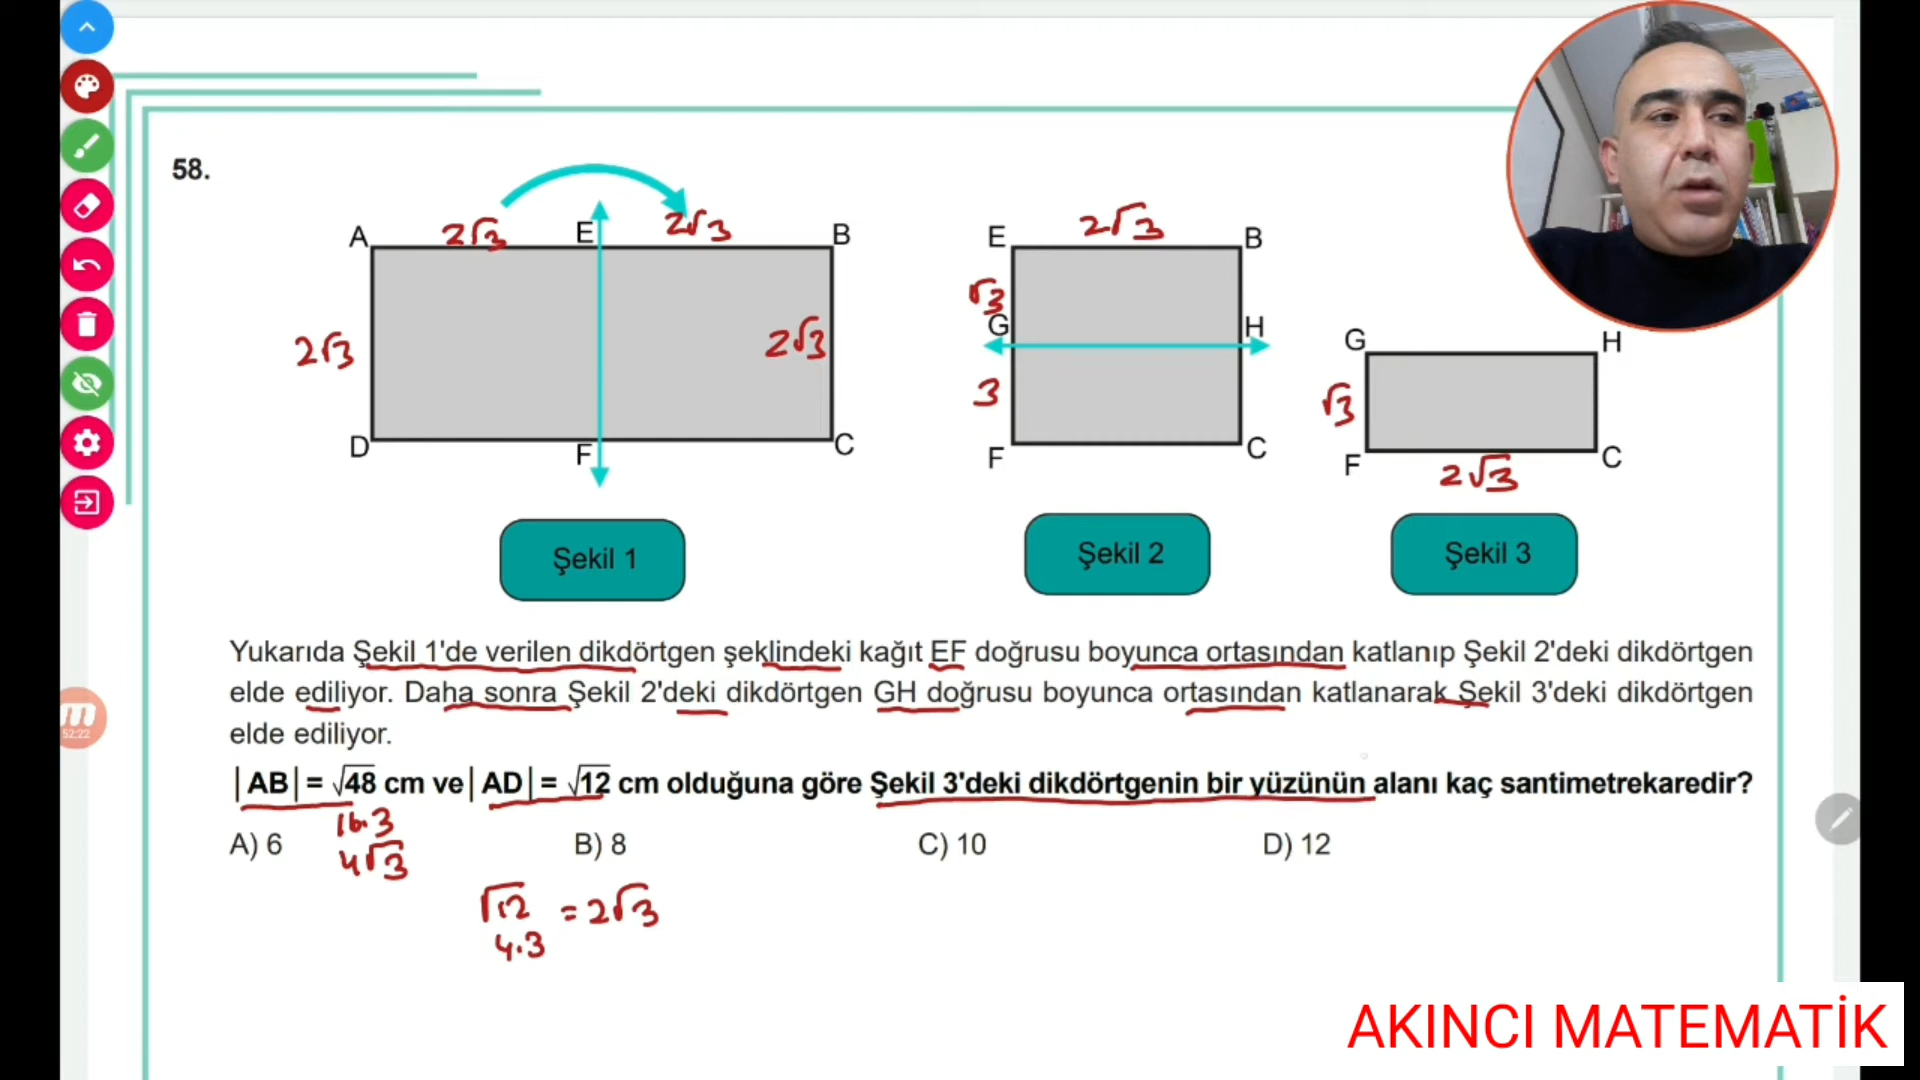 58.
A 2√3 E 2√3 B
2√3 2√3
D F C
E 2√3 B
√3
G H
3
F C
G H
√3
F 2√3 C
Şekil 1
Şekil 2
Şekil 3
Yukarıda Şekil 1'de verilen dikdörtgen şeklindeki kağıt EF doğrusu boyunca ortasından katlanıp Şekil 2'deki dikdörtgen
elde ediliyor. Daha sonra Şekil 2'deki dikdörtgen GH doğrusu boyunca ortasından katlanarak Şekil 3'deki dikdörtgen
elde ediliyor.
|AB| = √48 cm ve |AD| = √12 cm olduğuna göre Şekil 3'deki dikdörtgenin bir yüzünün alanı kaç santimetrekaredir?
16.3
A) 6 B) 8 C) 10 D) 12
4√3
√12 = 2√3
4.3
52:22
AKINCI MATEMATİK